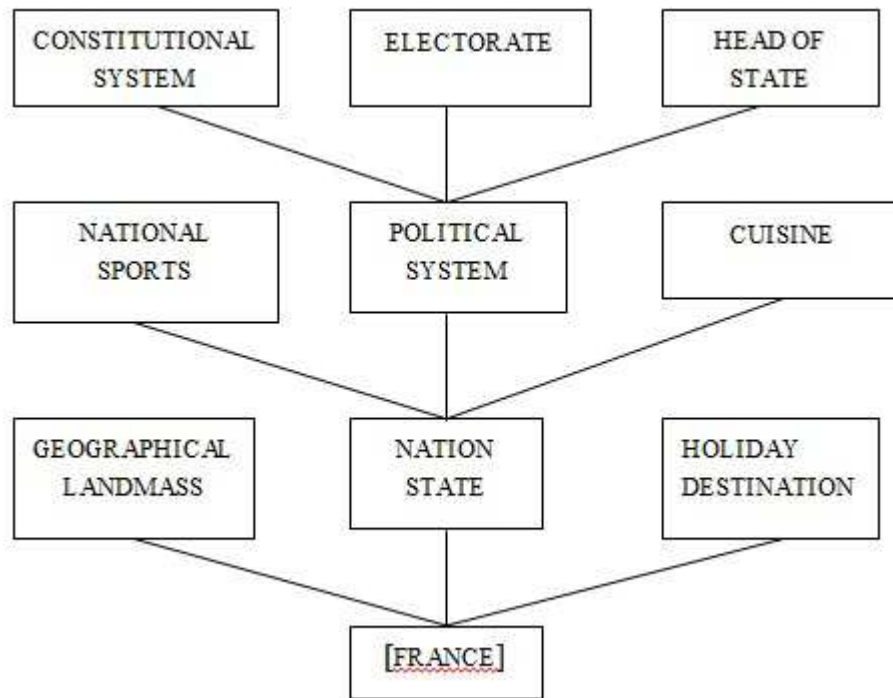 CONSTITUTIONAL
SYSTEM
ELECTORATE
HEAD OF
STATE
NATIONAL
SPORTS
POLITICAL
SYSTEM
CUISINE
GEOGRAPHICAL
LANDMASS
NATION
STATE
HOLIDAY
DESTINATION
[FRANCE]